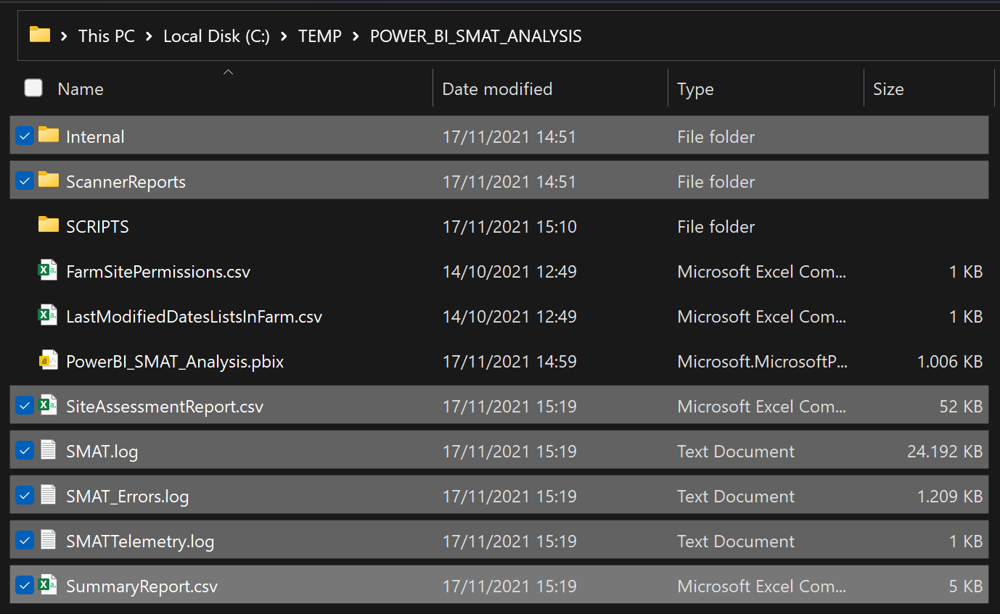 This PC > Local Disk (C:) > TEMP > POWER_BI_SMAT_ANALYSIS
Name Date modified Type Size
Internal 17/11/2021 14:51 File folder
ScannerReports 17/11/2021 14:51 File folder
SCRIPTS 17/11/2021 15:10 File folder
FarmSitePermissions.csv 14/10/2021 12:49 Microsoft Excel Com... 1 KB
LastModifiedDatesListsInFarm.csv 14/10/2021 12:49 Microsoft Excel Com... 1 KB
PowerBI_SMAT_Analysis.pbix 17/11/2021 14:59 Microsoft.MicrosoftP... 1.006 KB
SiteAssessmentReport.csv 17/11/2021 15:19 Microsoft Excel Com... 52 KB
SMAT.log 17/11/2021 15:19 Text Document 24.192 KB
SMAT_Errors.log 17/11/2021 15:19 Text Document 1.209 KB
SMATTelemetry.log 17/11/2021 15:19 Text Document 1 KB
SummaryReport.csv 17/11/2021 15:19 Microsoft Excel Com... 5 KB